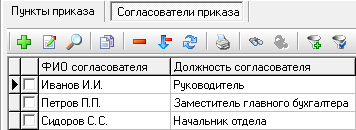 Пункты приказа Согласователи приказа
ФИО согласователя Должность согласователя
Иванов И.И. Руководитель
Петров П.П. Заместитель главного бухгалтера
Сидоров С.С. Начальник отдела